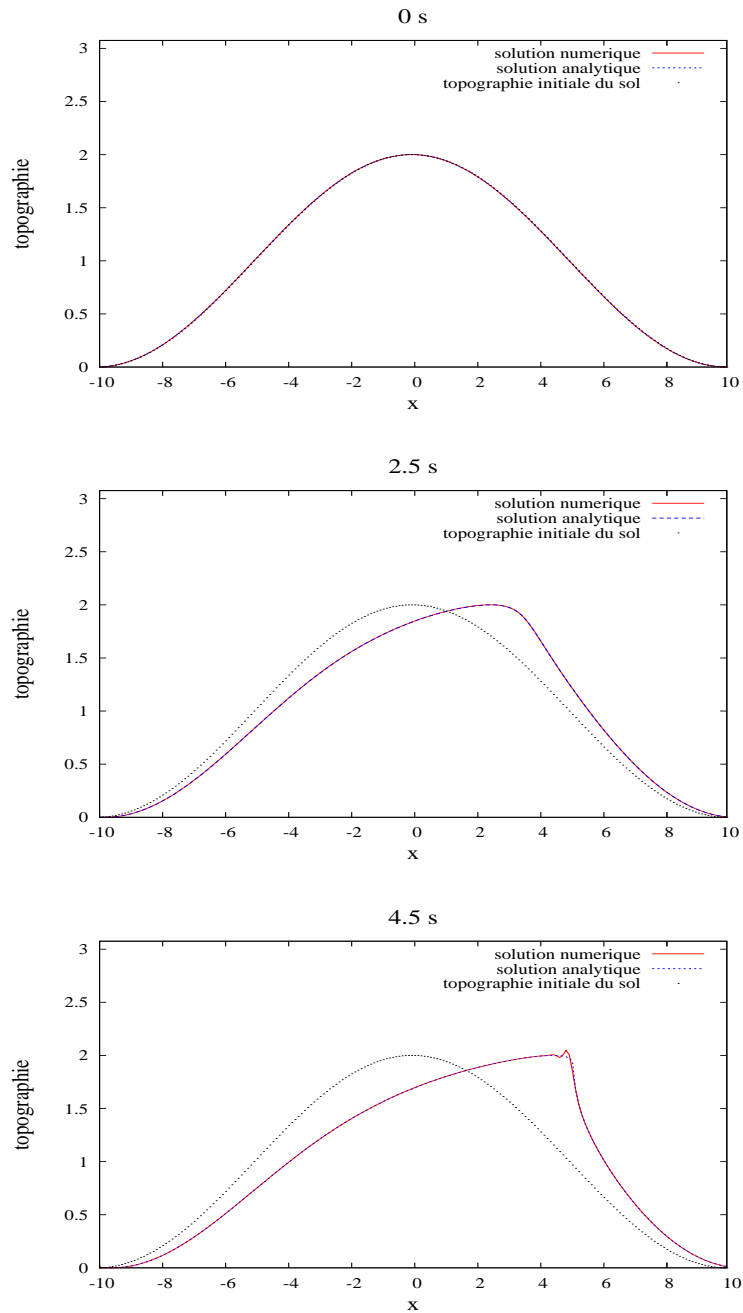 0 s
solution numerique
solution analytique
topographie initiale du sol
topographie
3
2.5
2
1.5
1
0.5
0
-10 -8 -6 -4 -2 0 2 4 6 8 10
x
2.5 s
solution numerique
solution analytique
topographie initiale du sol
topographie
3
2.5
2
1.5
1
0.5
0
-10 -8 -6 -4 -2 0 2 4 6 8 10
x
4.5 s
solution numerique
solution analytique
topographie initiale du sol
topographie
3
2.5
2
1.5
1
0.5
0
-10 -8 -6 -4 -2 0 2 4 6 8 10
x